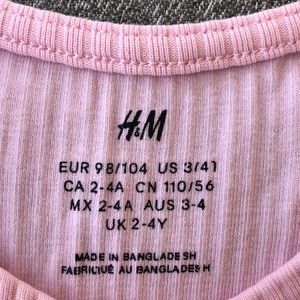 H&M
EUR 98/104 US 3/4T
CA 2-4A CN 110/56
MX 2-4A AUS 3-4
UK 2-4Y
MADE IN BANGLADESH
FABRIQUÉ AU BANGLADESH